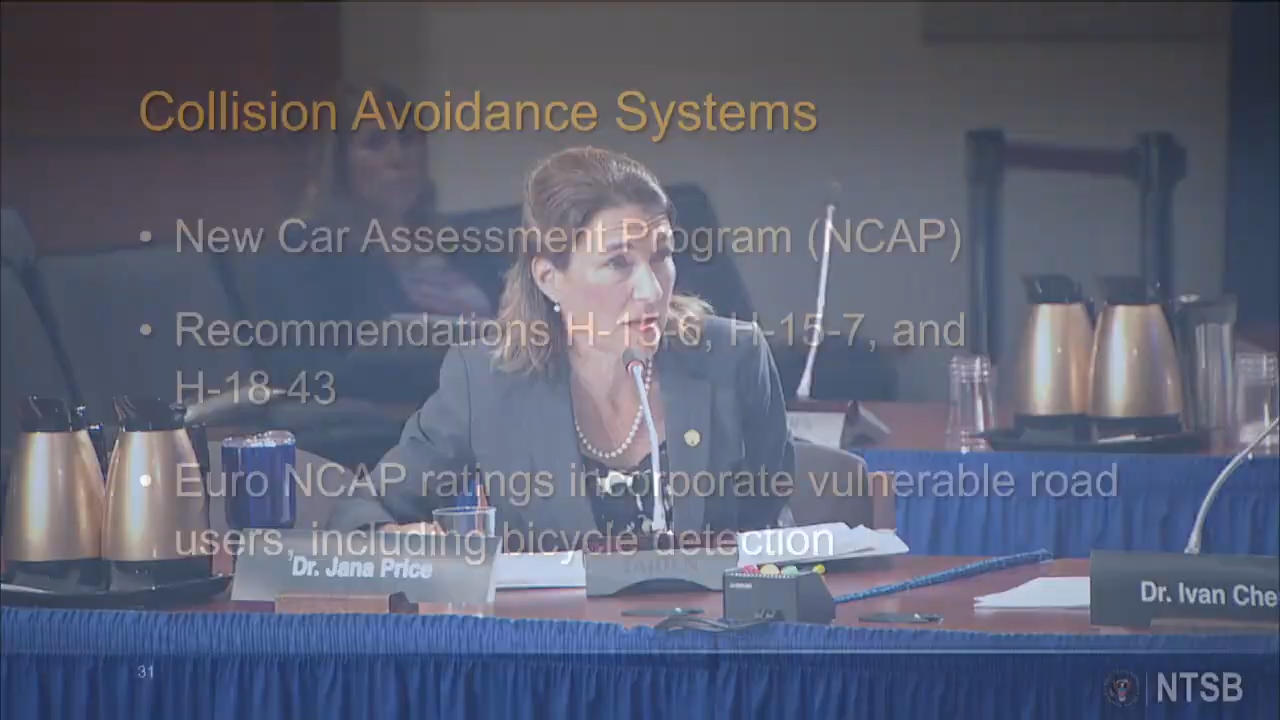 Collision Avoidance Systems
• New Car Assessment Program (NCAP)
• Recommendations H-15-6, H-15-7, and
H-18-43
• Euro NCAP ratings incorporate vulnerable road
users, including bicycle detection
Dr. Jana Price
TAIDEN
Dr. Ivan Che
31
NTSB